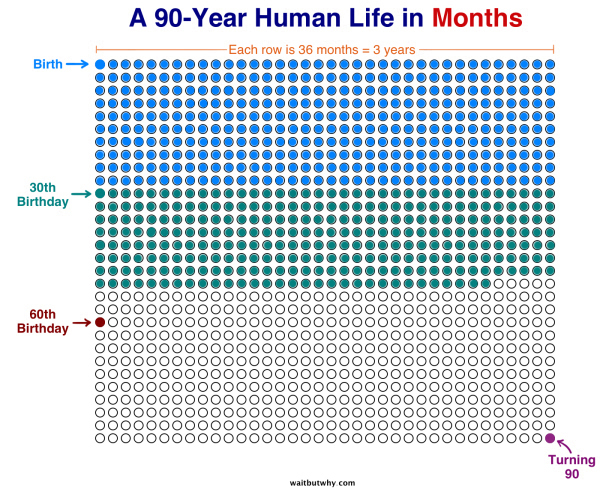 A 90-Year Human Life in Months
Each row is 36 months = 3 years
Birth
30th
Birthday
60th
Birthday
Turning
90
waitbutwhy.com